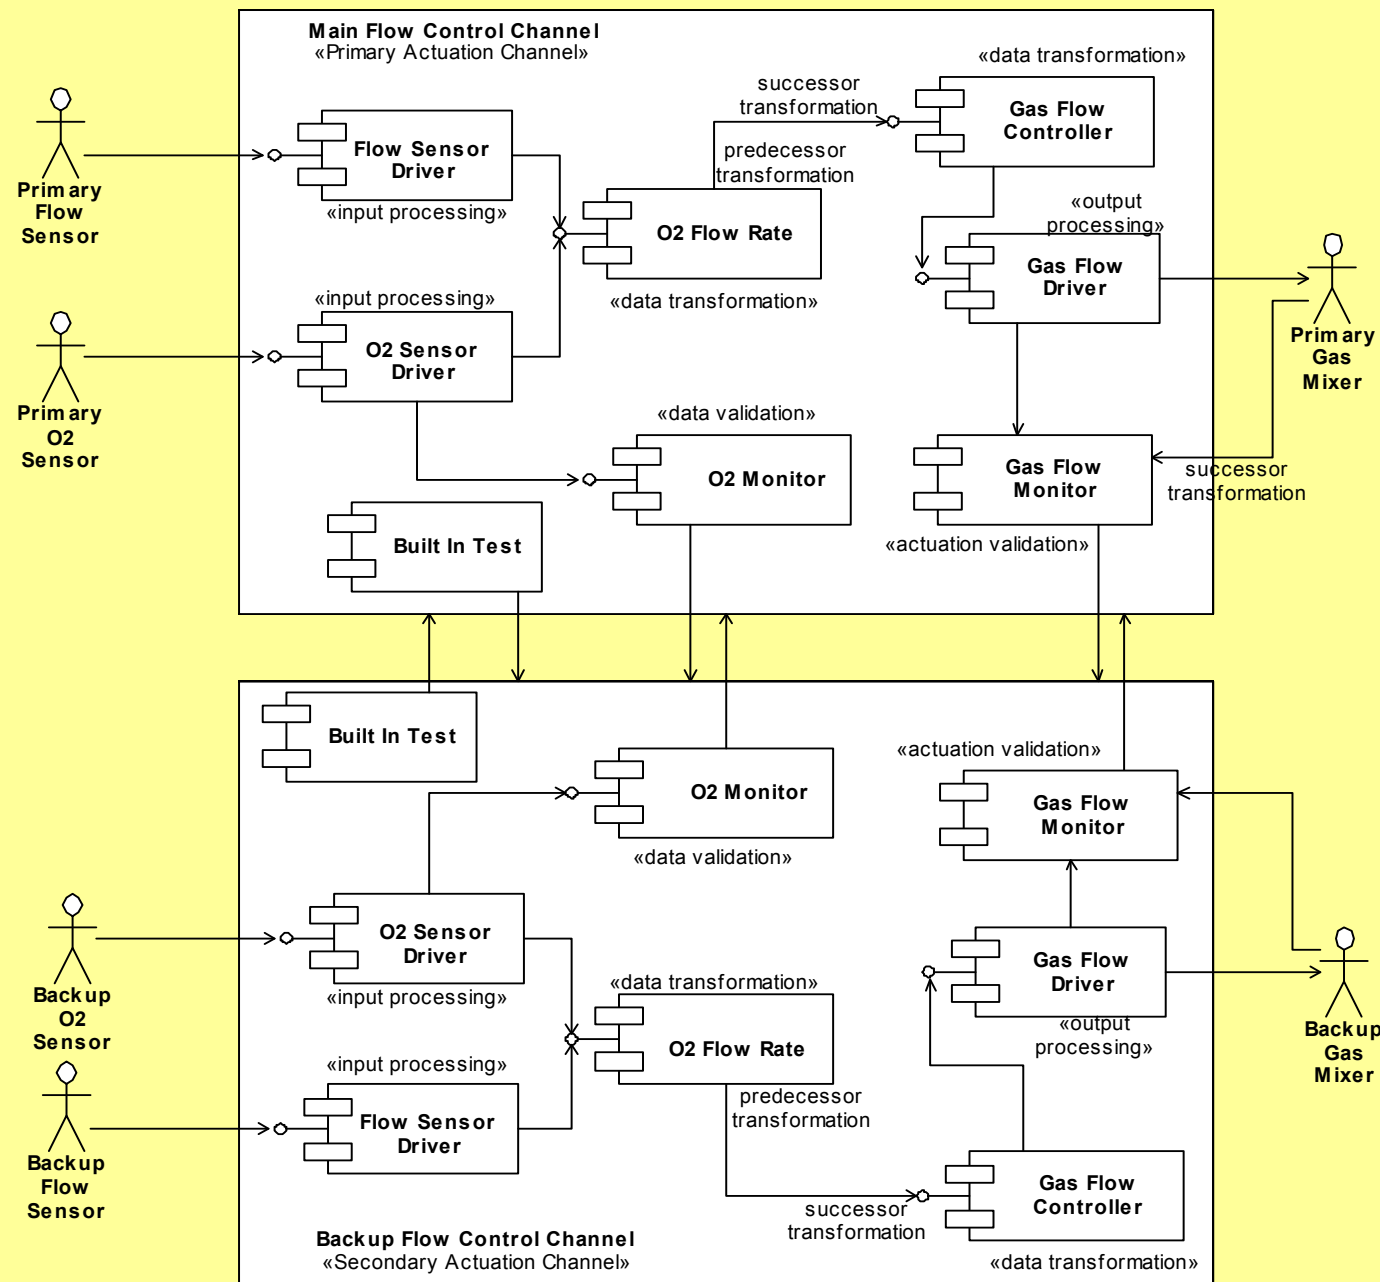 Main Flow Control Channel
«Primary Actuation Channel»
«data transformation»
successor
transformation
Gas Flow
Controller
Flow Sensor
Driver
predecessor
transformation
Primary
Flow
Sensor
«input processing»
O2 Flow Rate
«output
processing»
Gas Flow
Driver
«data transformation»
«input processing»
O2 Sensor
Driver
Primary
Gas
Mixer
Primary
O2
Sensor
«data validation»
O2 Monitor
Gas Flow
Monitor
successor
transformation
«actuation validation»
Built In Test
Built In Test
«actuation validation»
O2 Monitor
Gas Flow
Monitor
«data validation»
O2 Sensor
Driver
«input processing»
Backup
O2
Sensor
Gas Flow
Driver
«output
processing»
Backup
Gas
Mixer
«data transformation»
O2 Flow Rate
«input processing»
predecessor
transformation
Flow Sensor
Driver
Backup
Flow
Sensor
Gas Flow
Controller
successor
transformation
«data transformation»
Backup Flow Control Channel
«Secondary Actuation Channel»